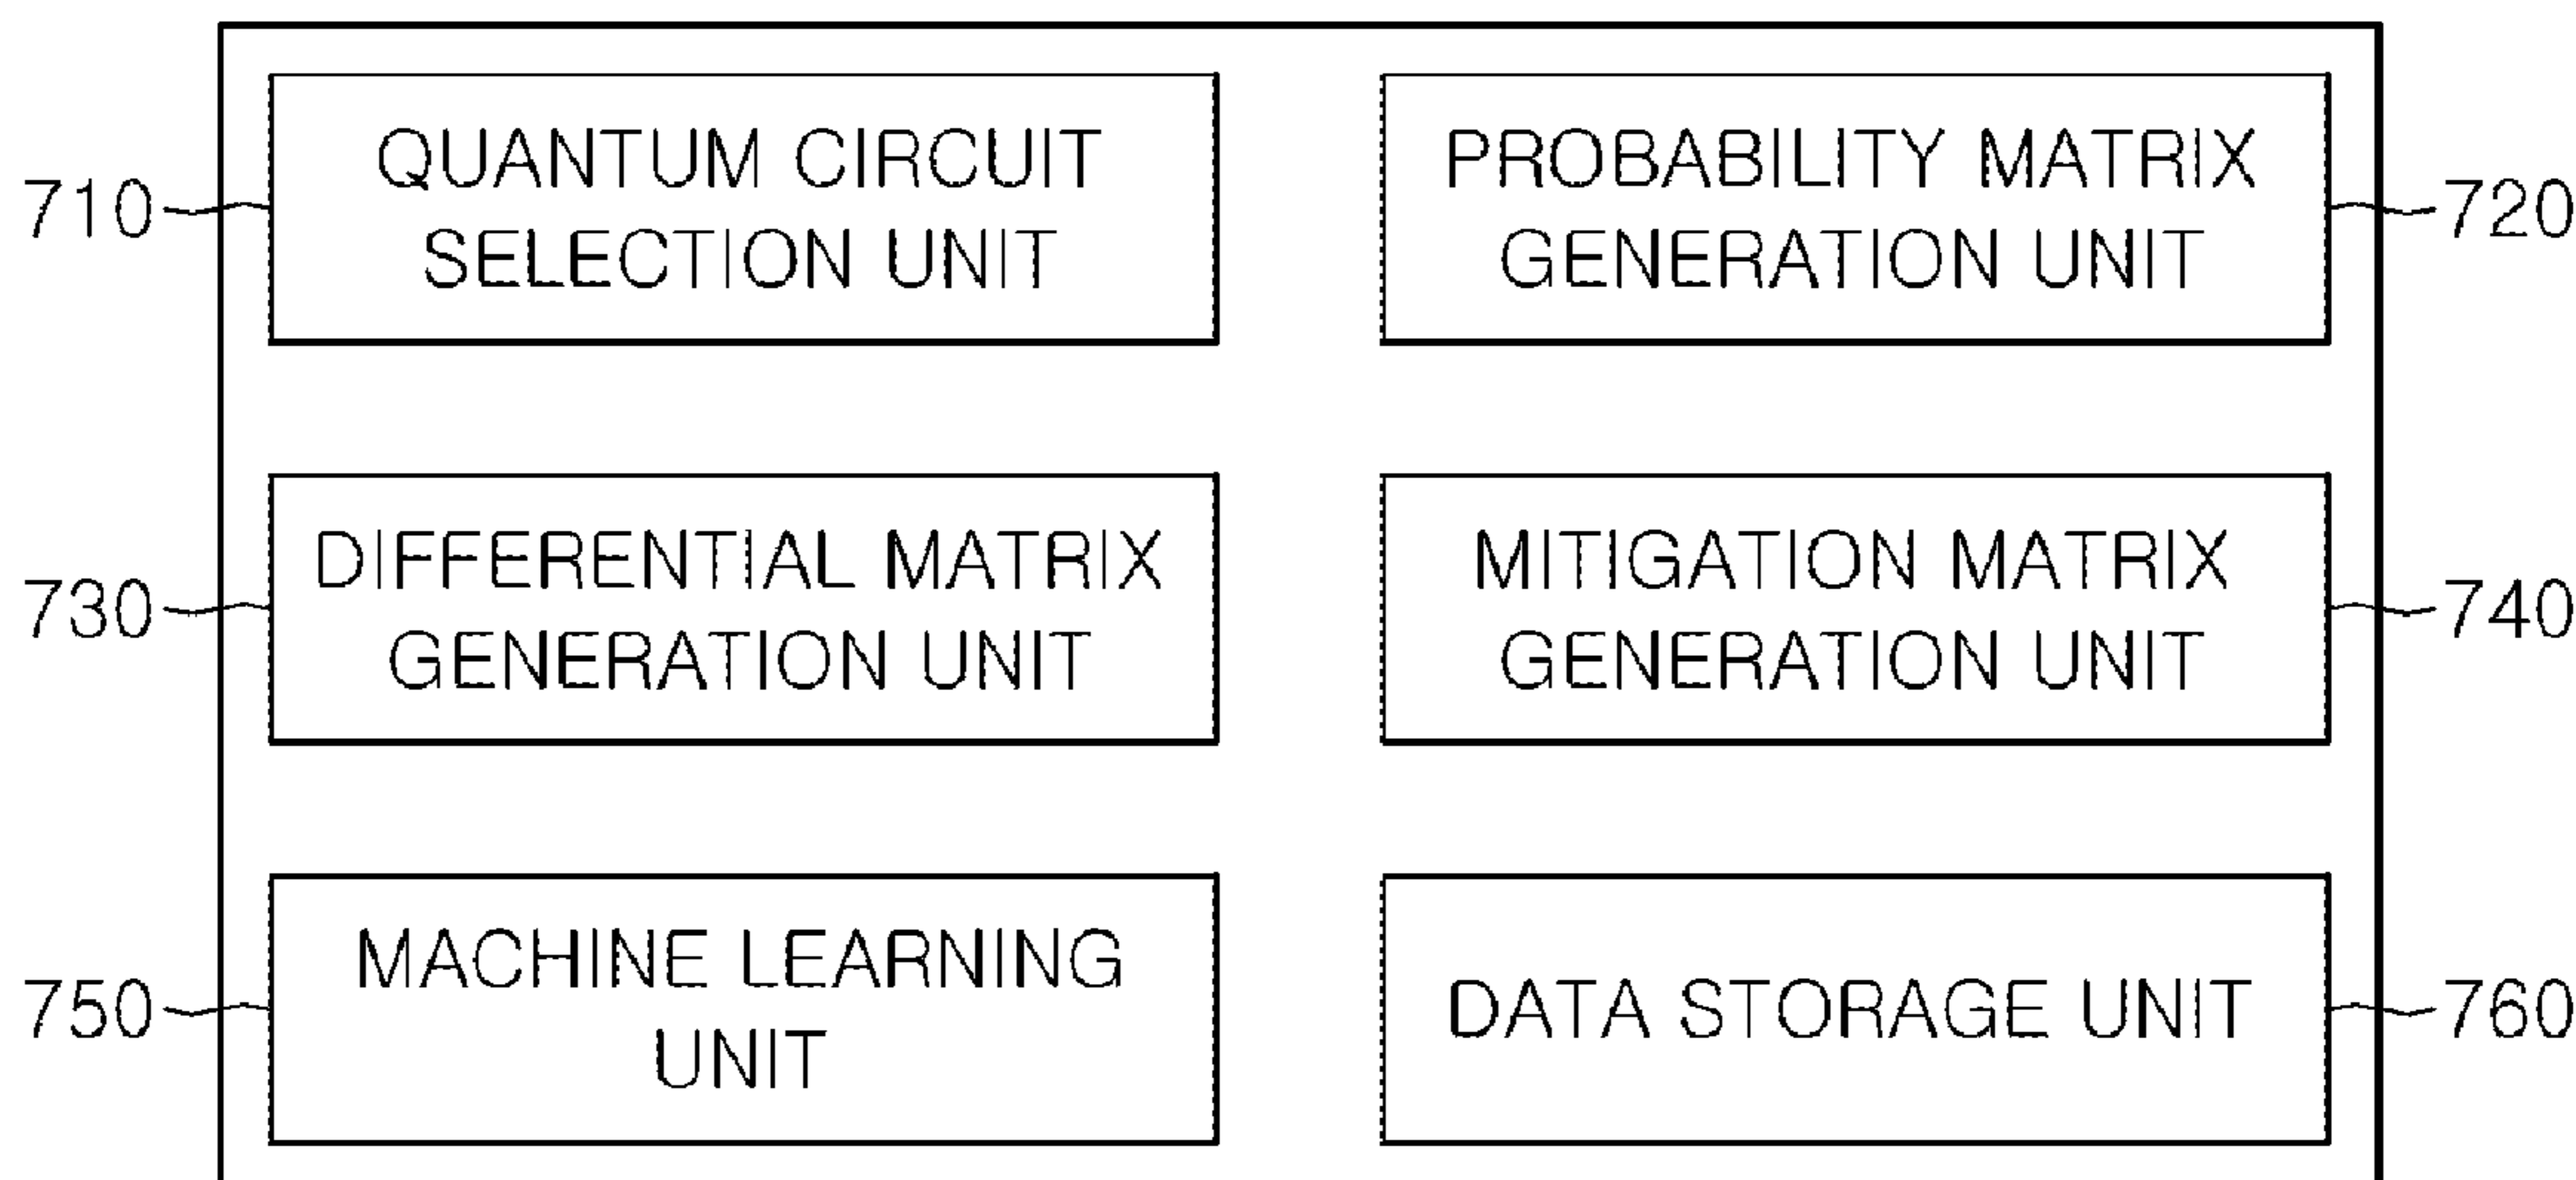 QUANTUM CIRCUIT
SELECTION UNIT
710
PROBABILITY MATRIX
GENERATION UNIT
720
DIFFERENTIAL MATRIX
GENERATION UNIT
730
MITIGATION MATRIX
GENERATION UNIT
740
MACHINE LEARNING
UNIT
750
DATA STORAGE UNIT
760